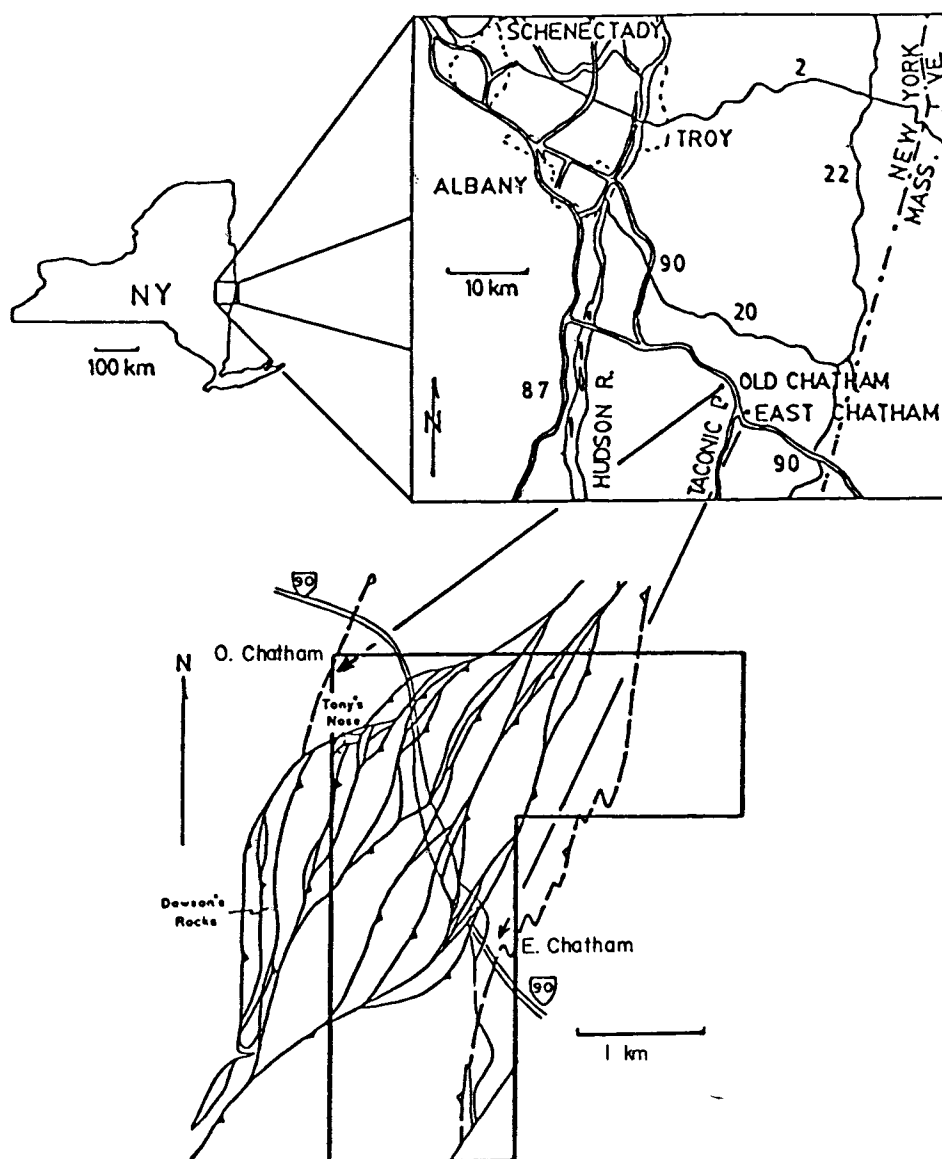 SCHENECTADY
2
NEW YORK
VE
MASS.
TROY
22
ALBANY
NY
10 km
90
20
100 km
OLD CHATHAM
87
HUDSON R.
TACONIC P.
EAST CHATHAM
N
90
90
O. Chatham
N
Tony's
Nose
Dawson's
Rocks
E. Chatham
90
1 km